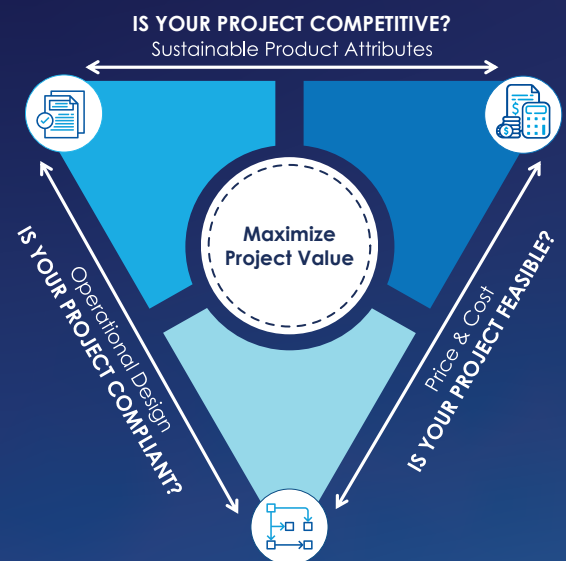 IS YOUR PROJECT COMPETITIVE?
Sustainable Product Attributes
Maximize
Project Value
Operational Design
IS YOUR PROJECT COMPLIANT?
Price & Cost
IS YOUR PROJECT FEASIBLE?